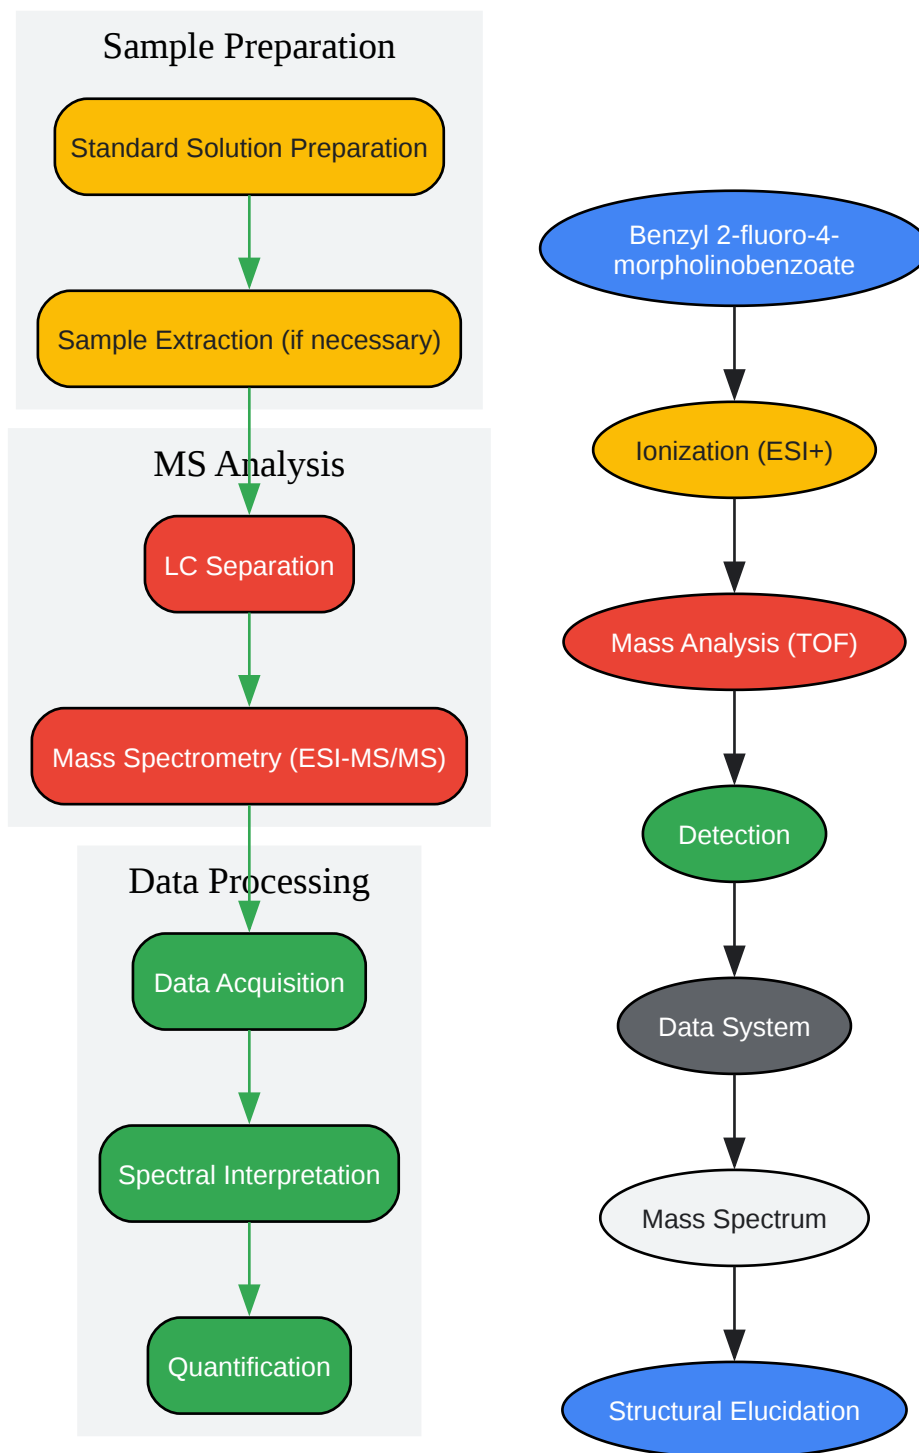 Sample Preparation
Standard Solution Preparation
Sample Extraction (if necessary)
MS Analysis
LC Separation
Mass Spectrometry (ESI-MS/MS)
Data Processing
Data Acquisition
Spectral Interpretation
Quantification
Benzyl 2-fluoro-4-
morpholinobenzoate
Ionization (ESI+)
Mass Analysis (TOF)
Detection
Data System
Mass Spectrum
Structural Elucidation